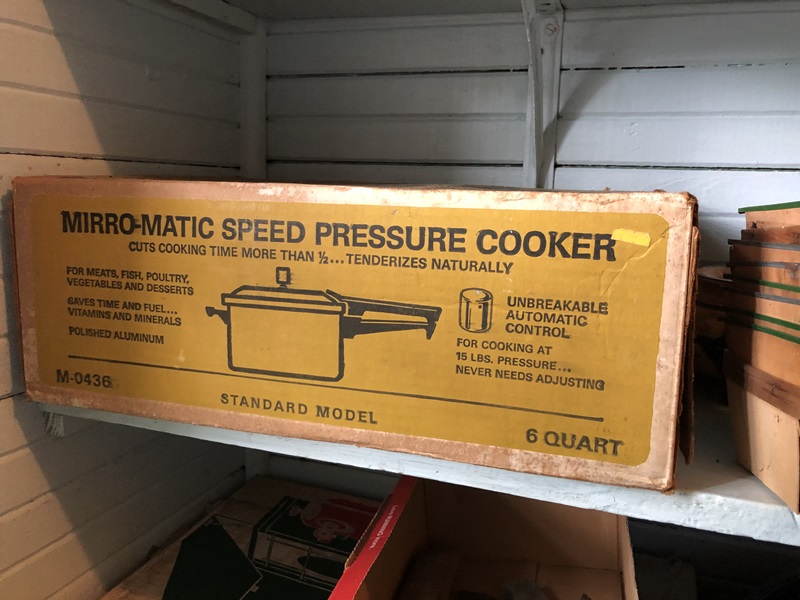 MIRRO-MATIC SPEED PRESSURE COOKER
CUTS COOKING TIME MORE THAN ½...TENDERIZES NATURALLY
FOR MEATS, FISH, POULTRY,
VEGETABLES AND DESSERTS
SAVES TIME AND FUEL...
VITAMINS AND MINERALS
POLISHED ALUMINUM
UNBREAKABLE
AUTOMATIC
CONTROL
FOR COOKING AT
15 LBS. PRESSURE...
NEVER NEEDS ADJUSTING
M-0436
STANDARD MODEL
6 QUART